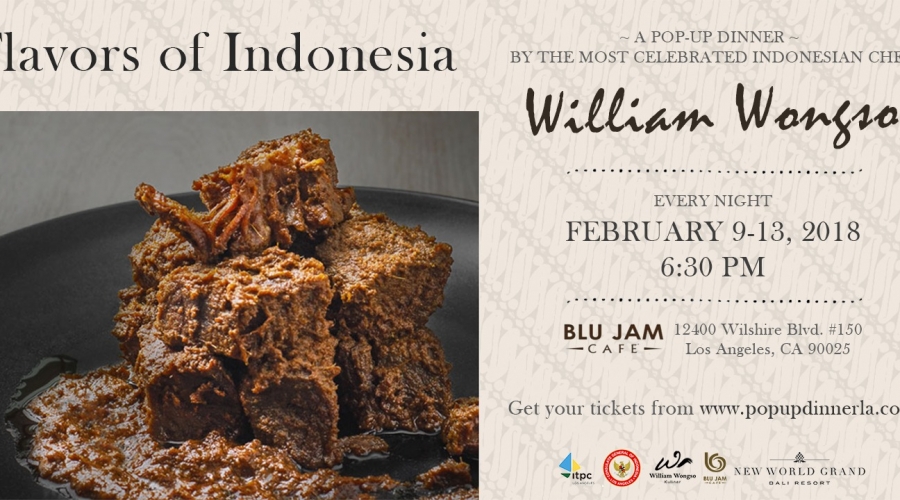 Flavors of Indonesia
~ A POP-UP DINNER ~
BY THE MOST CELEBRATED INDONESIAN CHE
William Wongso
EVERY NIGHT
FEBRUARY 9-13, 2018
6:30 PM
BLU JAM
CAFE
12400 Wilshire Blvd. #150
Los Angeles, CA 90025
Get your tickets from www.popupdinnerla.co
itpc
William Wongso
BLU JAM
CAFE
NEW WORLD GRAND
BALI RESORT